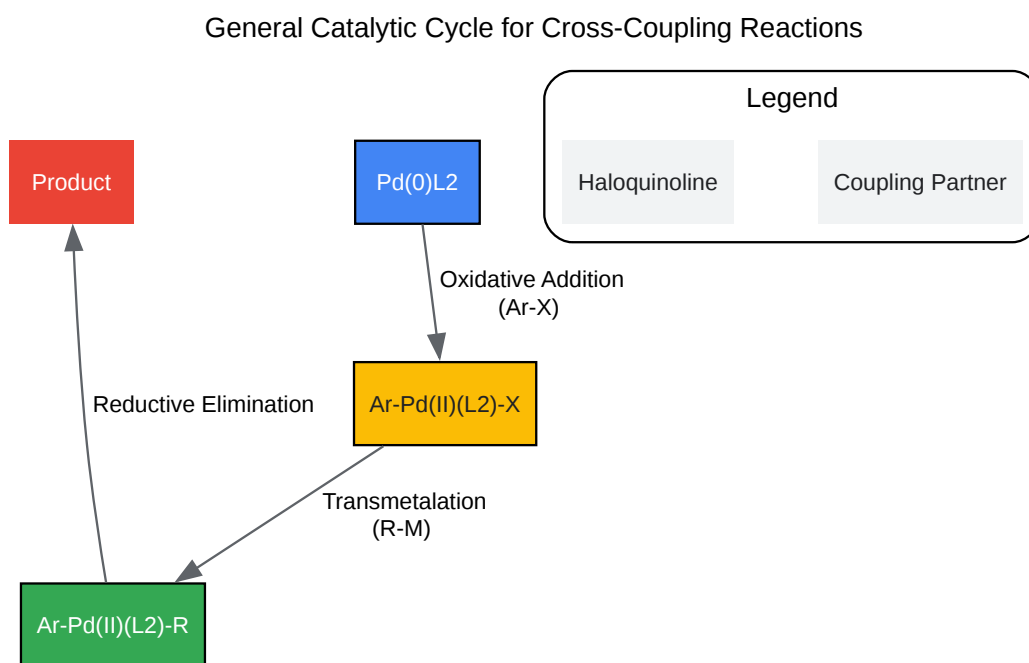 General Catalytic Cycle for Cross-Coupling Reactions
Legend
Product
Pd(0)L2
Haloquinoline
Coupling Partner
Oxidative Addition
(Ar-X)
Reductive Elimination
Ar-Pd(II)(L2)-X
Transmetalation
(R-M)
Ar-Pd(II)(L2)-R